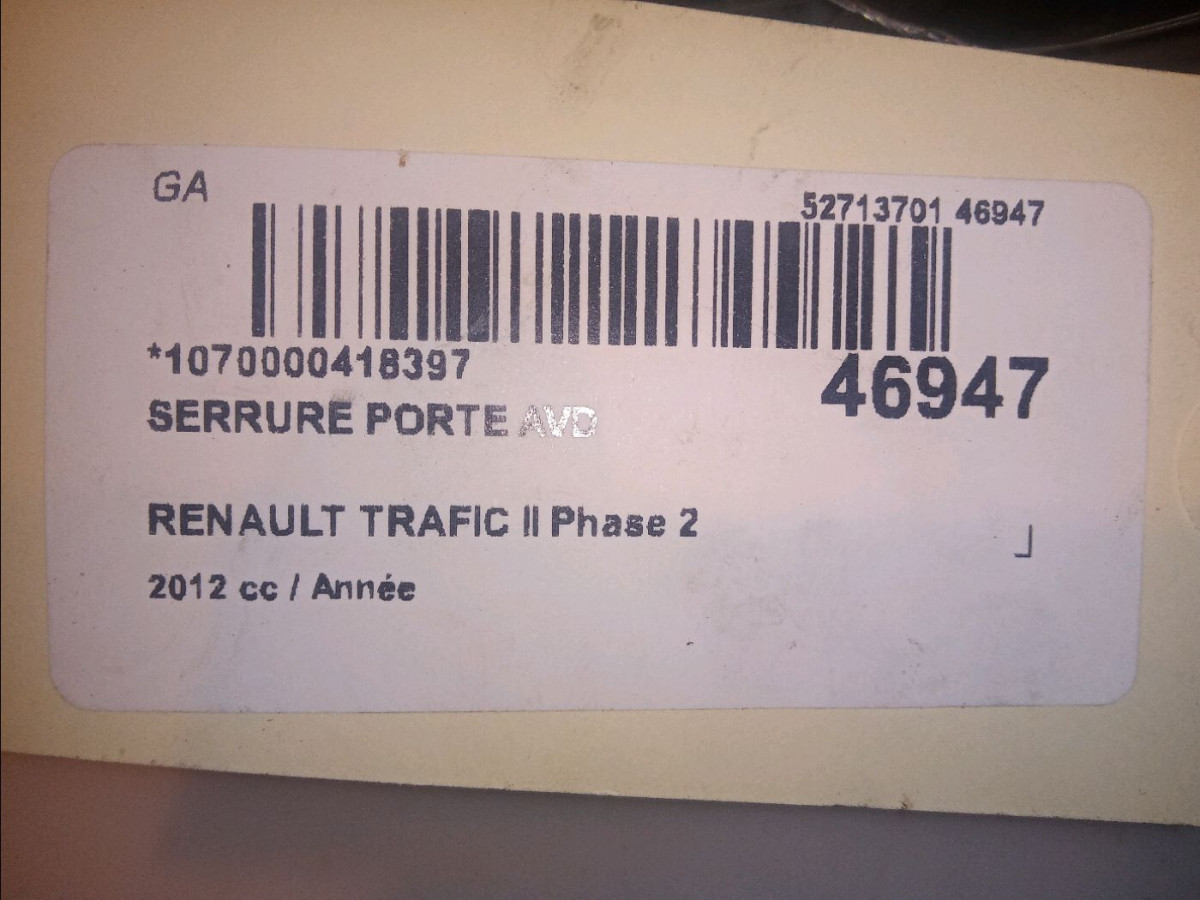 GA
52713701 46947
*1070000418397
46947
SERRURE PORTE AVD
RENAULT TRAFIC II Phase 2
2012 cc / Année